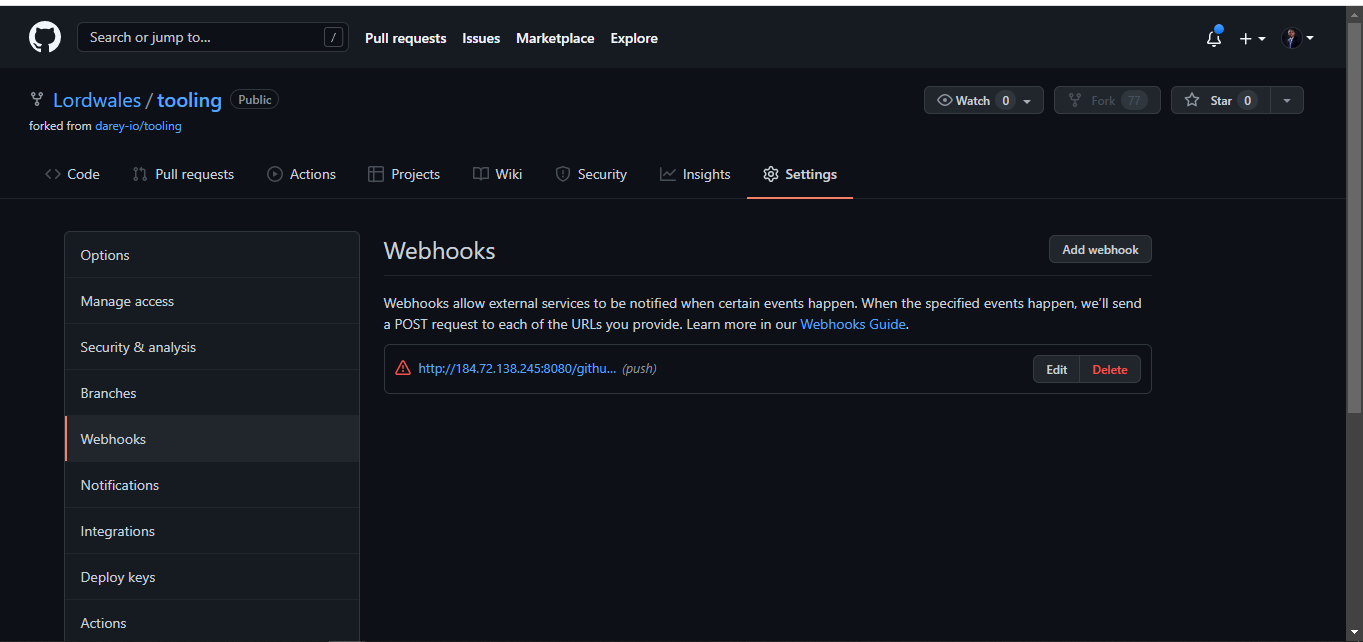 Search or jump to... /
Pull requests Issues Marketplace Explore
Lordwales / tooling Public
Watch 0 Fork 77 Star 0
forked from darey-io/tooling
Code Pull requests Actions Projects Wiki Security Insights Settings
Options
Manage access
Security & analysis
Branches
Webhooks
Notifications
Integrations
Deploy keys
Actions
Webhooks
Add webhook
Webhooks allow external services to be notified when certain events happen. When the specified events happen, we'll send
a POST request to each of the URLs you provide. Learn more in our Webhooks Guide.
http://184.72.138.245:8080/githu... (push)
Edit Delete